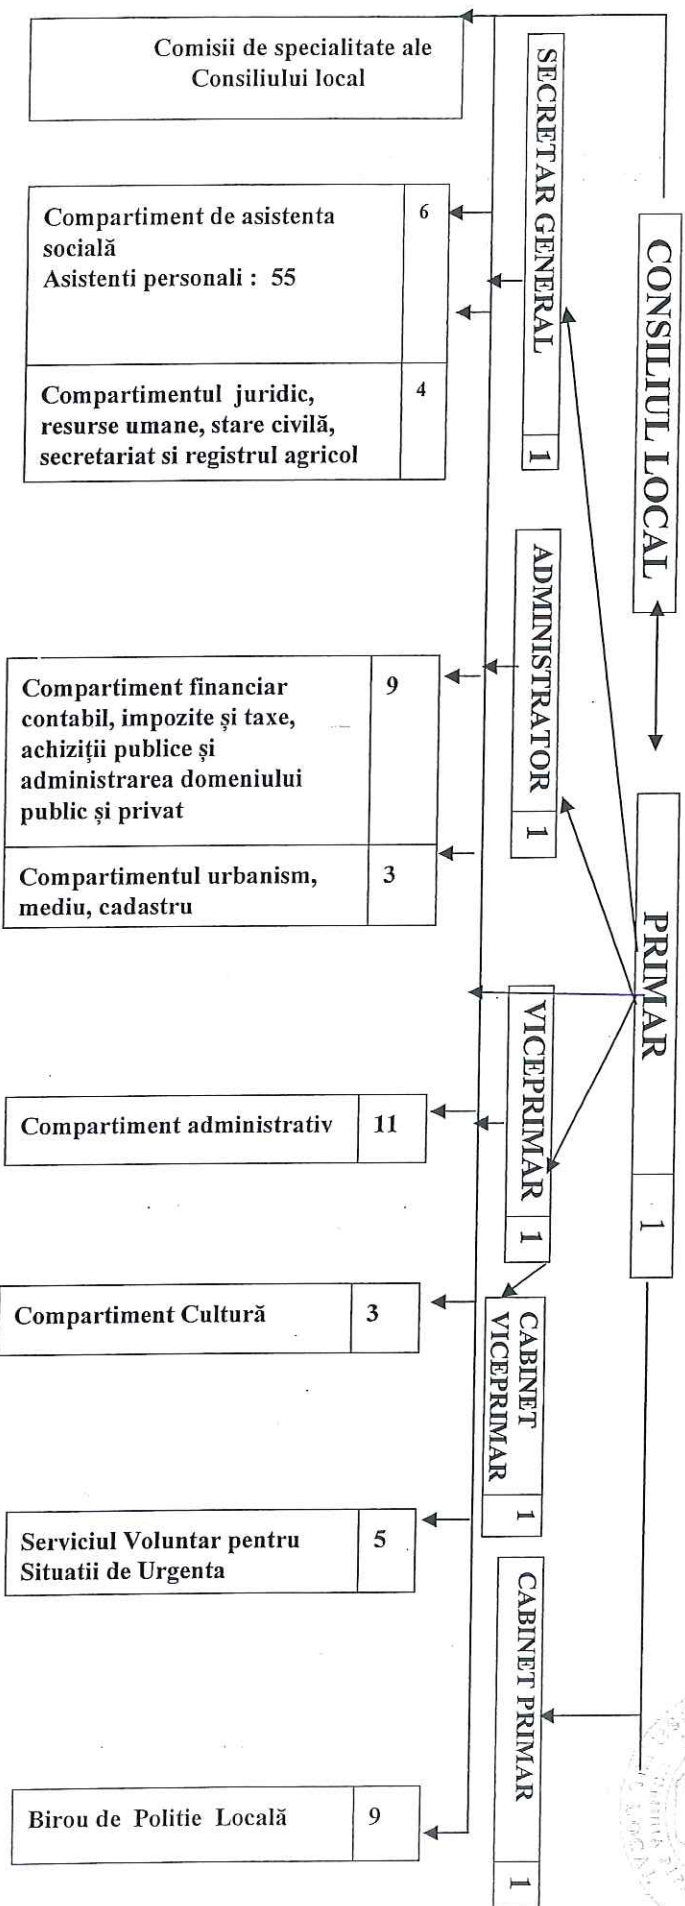 CONSILIUL LOCAL
PRIMAR
1
SECRETAR GENERAL
1
ADMINISTRATOR
1
VICEPRIMAR
1
CABINET
VICEPRIMAR
1
CABINET PRIMAR
1
Comisii de specialitate ale
Consiliului local
Compartiment de asistenta
socială
Asistenti personali : 55
6
Compartimentul juridic,
resurse umane, stare civilă,
secretariat si registrul agricol
4
Compartiment financiar
contabil, impozite și taxe,
achiziții publice și
administrarea domeniului
public și privat
9
Compartimentul urbanism,
mediu, cadastru
3
Compartiment administrativ
11
Compartiment Cultură
3
Serviciul Voluntar pentru
Situatii de Urgenta
5
Birou de Politie Locală
9